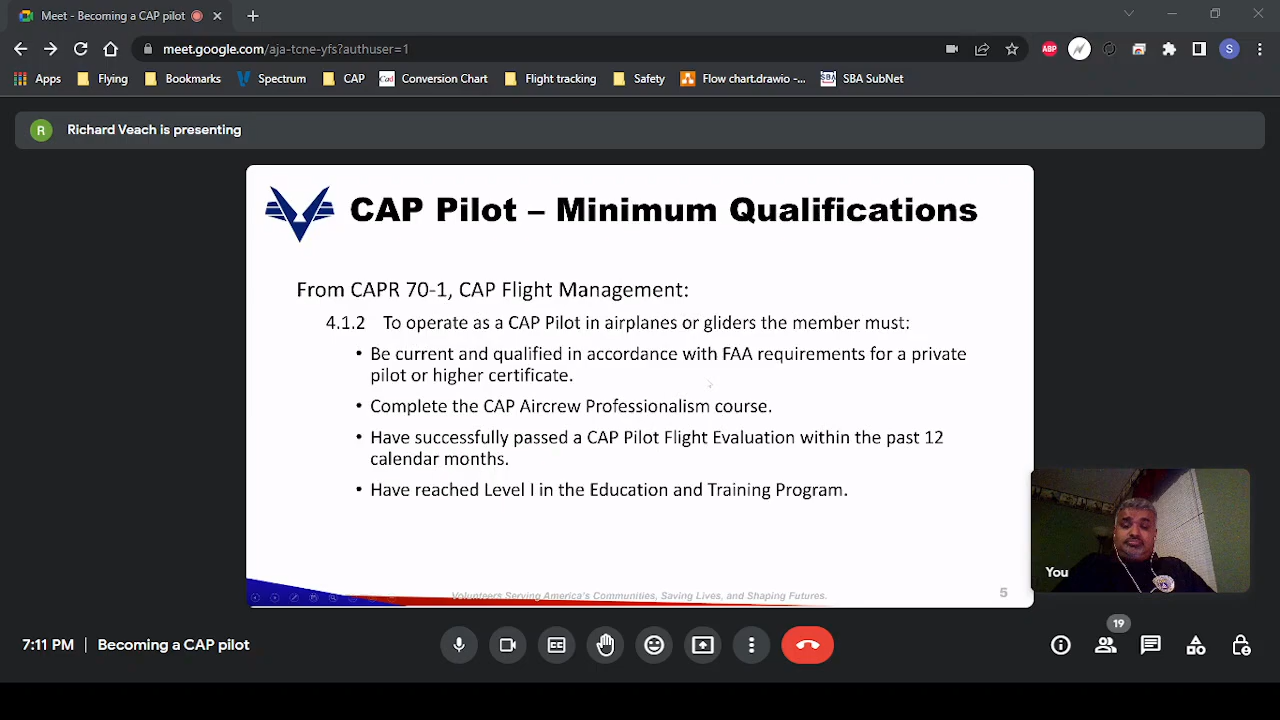 Meet - Becoming a CAP pilot
meet.google.com/aja-tcne-yfs?authuser=1
ABP
S
Apps Flying Bookmarks Spectrum CAP Cad Conversion Chart Flight tracking Safety Flow chart.drawio -... SBA SBA SubNet
R Richard Veach is presenting
CAP Pilot – Minimum Qualifications
From CAPR 70-1, CAP Flight Management:
4.1.2 To operate as a CAP Pilot in airplanes or gliders the member must:
• Be current and qualified in accordance with FAA requirements for a private
pilot or higher certificate.
• Complete the CAP Aircrew Professionalism course.
• Have successfully passed a CAP Pilot Flight Evaluation within the past 12
calendar months.
• Have reached Level I in the Education and Training Program.
You
Volunteers Serving America's Communities, Saving Lives, and Shaping Futures.
5
19
7:11 PM | Becoming a CAP pilot
CC